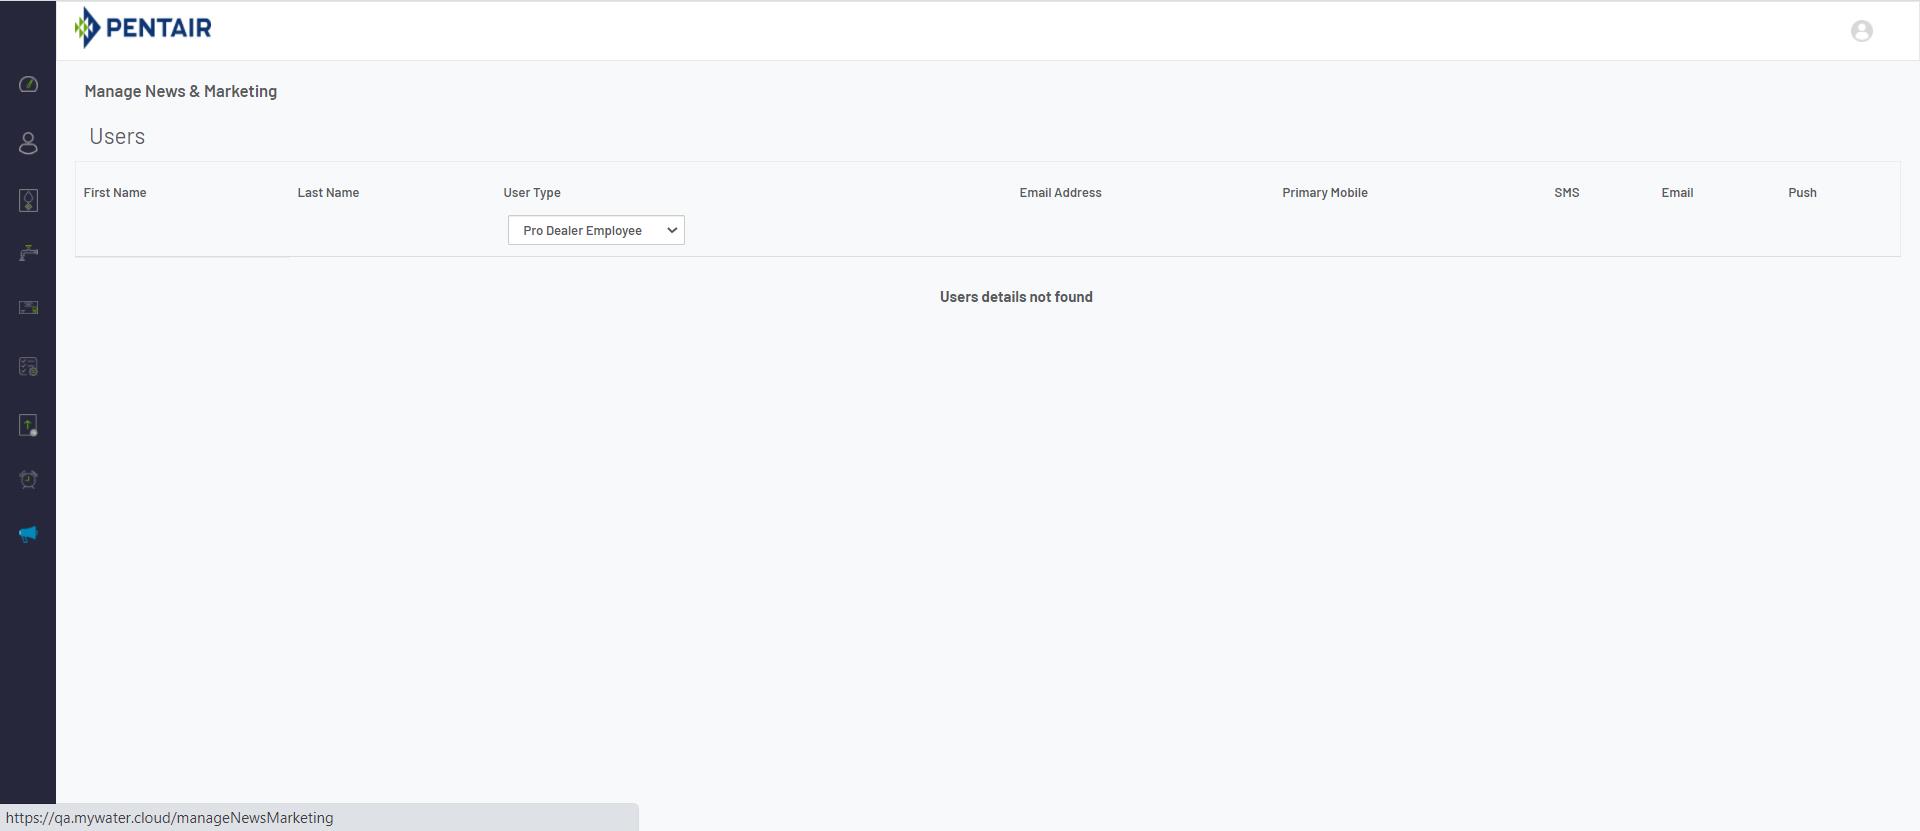 PENTAIR
Manage News & Marketing
Users
First Name Last Name User Type Email Address Primary Mobile SMS Email Push
Pro Dealer Employee
Users details not found
https://qa.mywater.cloud/manageNewsMarketing